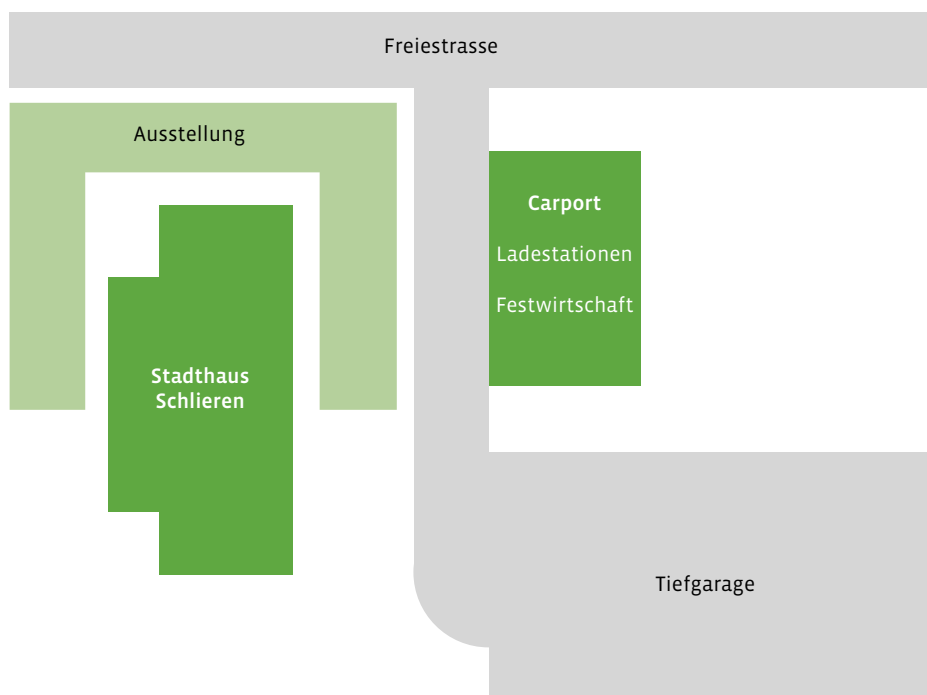 Freiestrasse
Ausstellung
Carport
Ladestationen
Festwirtschaft
Stadthaus
Schlieren
Tiefgarage